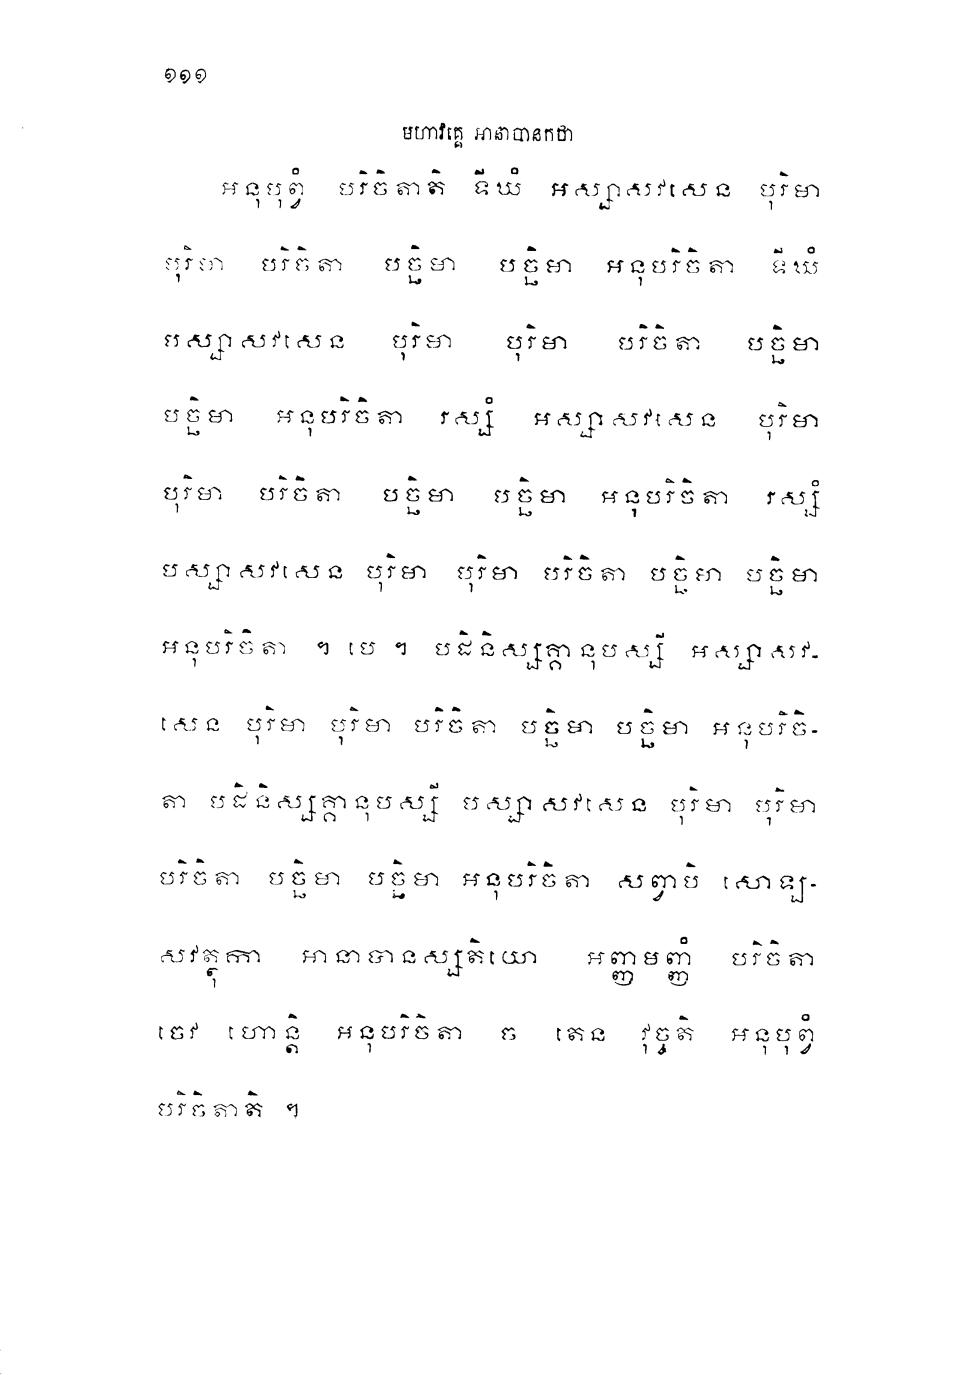 ១១១
មហាវគ្គេ អានាបានកថា
អនុបុព្វំ បរិចិតាតិ ទីឃំ អស្សាសវសេន បុរិមា
បុរិមា បរិចិតា បច្ឆិមា បច្ឆិមា អនុបរិចិតា ទីឃំ
បស្សាសវសេន បុរិមា បុរិមា បរិចិតា បច្ឆិមា
បច្ឆិមា អនុបរិចិតា រស្សំ អស្សាសវសេន បុរិមា
បុរិមា បរិចិតា បច្ឆិមា បច្ឆិមា អនុបរិចិតា រស្សំ
បស្សាសវសេន បុរិមា បុរិមា បរិចិតា បច្ឆិមា បច្ឆិមា
អនុបរិចិតា ។ បេ ។ បដិនិស្សគ្គានុបស្សី អស្សាសវ-
សេន បុរិមា បុរិមា បរិចិតា បច្ឆិមា បច្ឆិមា អនុបរិចិ-
តា បដិនិស្សគ្គានុបស្សី បស្សាសវសេន បុរិមា បុរិមា
បរិចិតា បច្ឆិមា បច្ឆិមា អនុបរិចិតា សព្វាបិ សោឡ-
សវត្ថុកា អានាបានស្សតិយោ អញ្ញមញ្ញំ បរិចិតា
ចេវ ហោន្តិ អនុបរិចិតា ច តេន វុច្ចតិ អនុបុព្វំ
បរិចិតាតិ ។